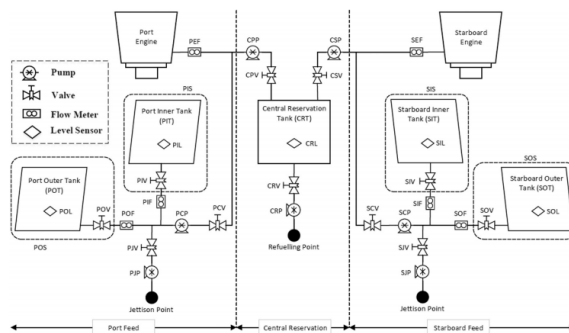 Port
Engine
PEF
CPP
CSP
SEF
Starboard
Engine
Pump
Valve
Flow Meter
Level Sensor
PIS
CPV
CSV
SIS
Port Inner Tank
(PIT)
PIL
Central Reservation
Tank (CRT)
CRL
Starboard Inner
Tank (SIT)
SIL
SOS
Port Outer Tank
(POT)
POL
PIV
CRV
SIV
Starboard Outer
Tank (SOT)
SOL
POV
POF
PIF
PCP
PCV
CRP
SCV
SCP
SIF
SOF
SOV
POS
PJV
Refuelling Point
SJV
PJP
SJP
Jettison Point
Jettison Point
Port Feed
Central Reservation
Starboard Feed